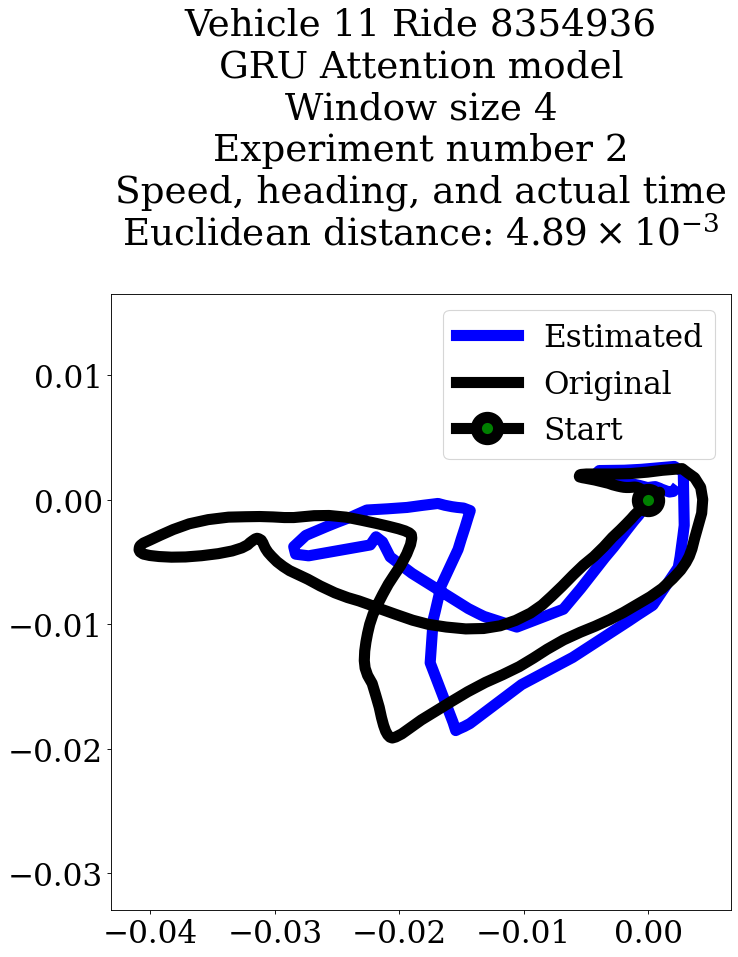 Vehicle 11 Ride 8354936
GRU Attention model
Window size 4
Experiment number 2
Speed, heading, and actual time
Euclidean distance: 4.89 × 10⁻³
Estimated
Original
Start
0.01
0.00
−0.01
−0.02
−0.03
−0.04 −0.03 −0.02 −0.01 0.00